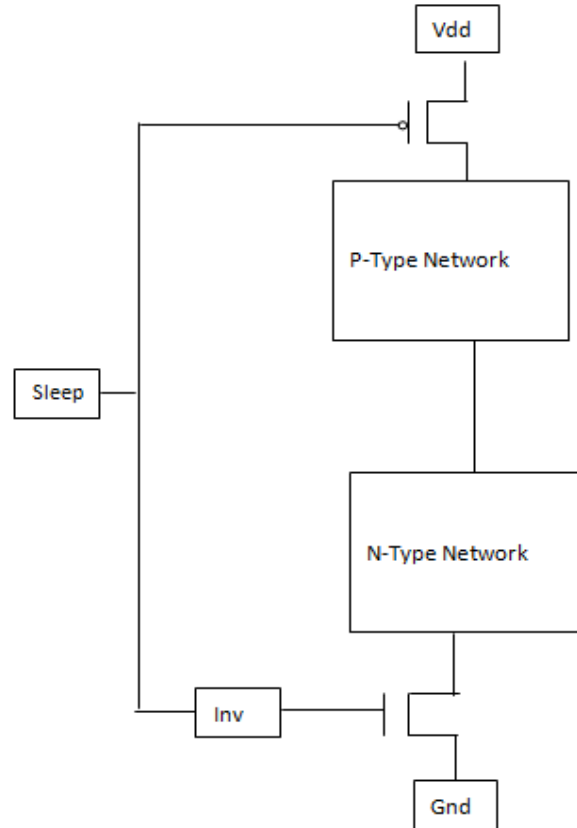 Vdd
P-Type Network
Sleep
N-Type Network
Inv
Gnd